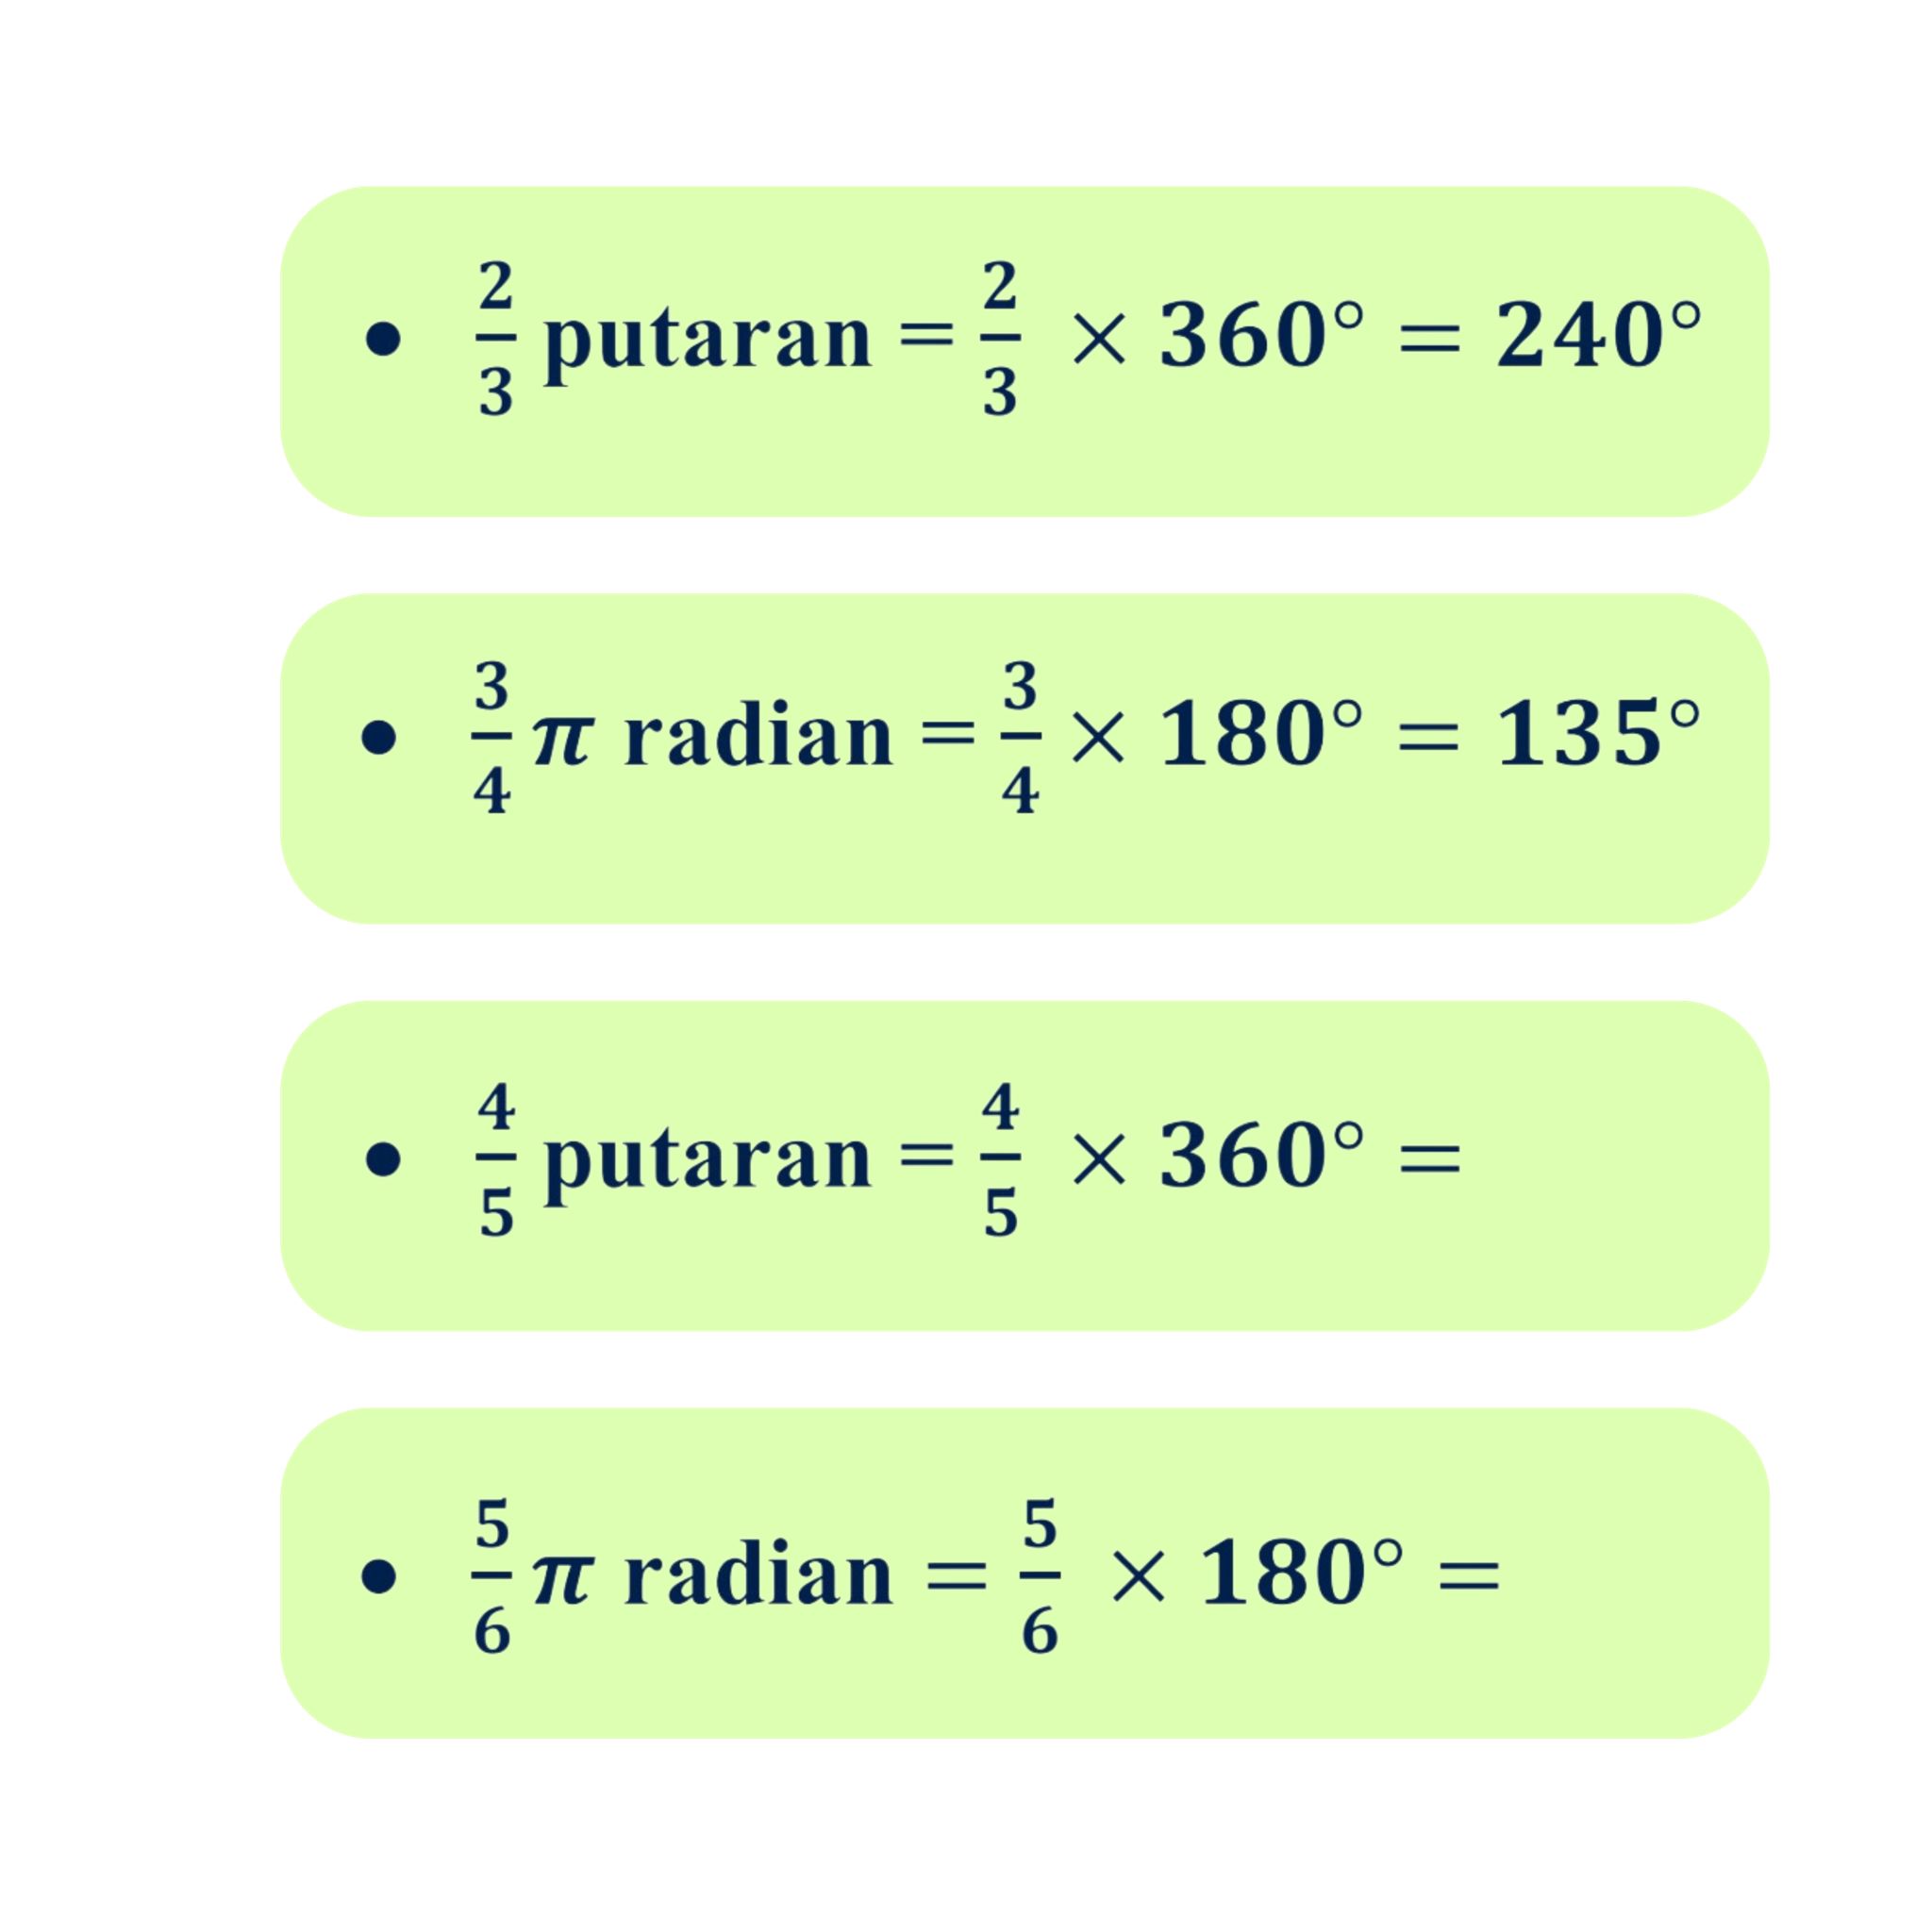 • 2/3 putaran = 2/3 × 360° = 240°
• 3/4 π radian = 3/4 × 180° = 135°
• 4/5 putaran = 4/5 × 360° =
• 5/6 π radian = 5/6 × 180° =